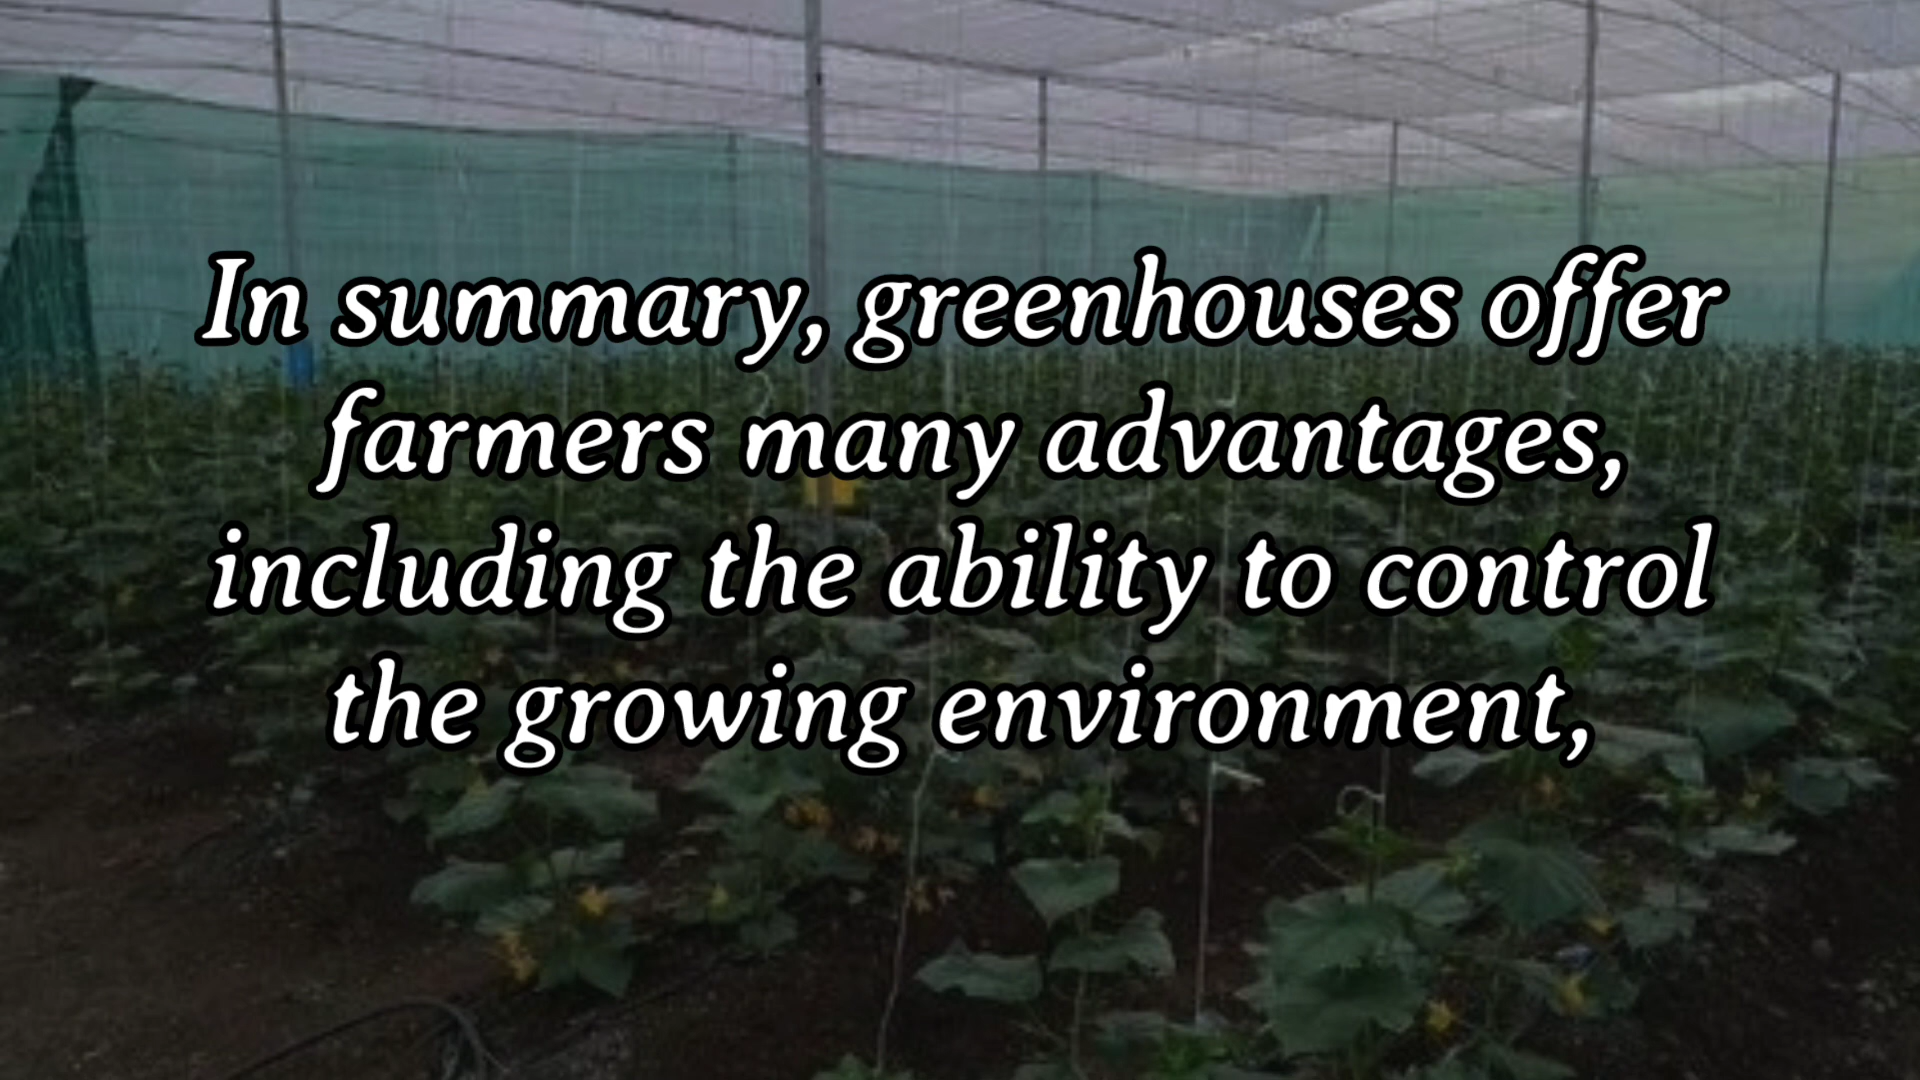 In summary, greenhouses offer
farmers many advantages,
including the ability to control
the growing environment,